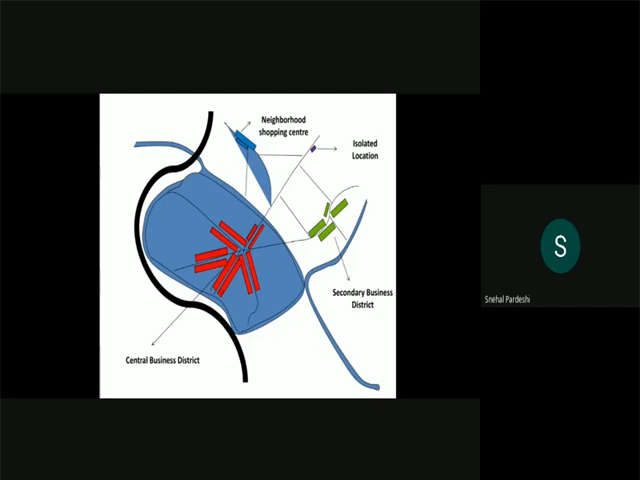 Neighborhood
shopping centre
Isolated
Location
Secondary Business
District
Central Business District
S
Snehal Pardeshi